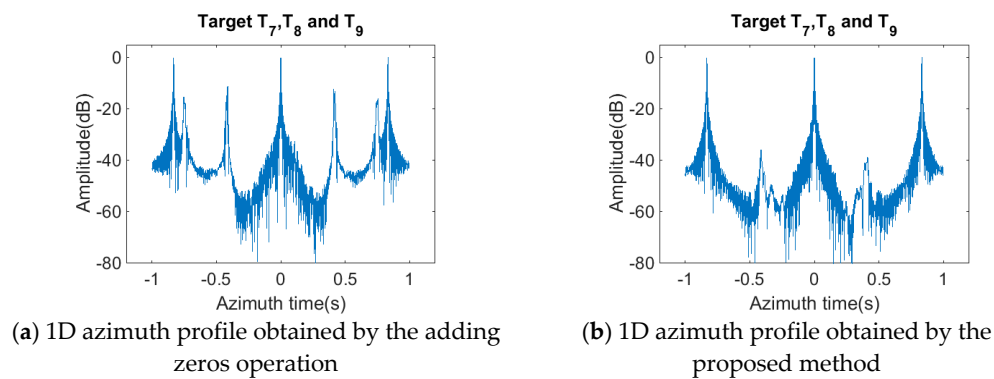 Target T7,T8 and T9
0
-20
-40
-60
-80
Amplitude(dB)
-1 -0.5 0 0.5 1
Azimuth time(s)
(a) 1D azimuth profile obtained by the adding
zeros operation
Target T7,T8 and T9
0
-20
-40
-60
-80
Amplitude(dB)
-1 -0.5 0 0.5 1
Azimuth time(s)
(b) 1D azimuth profile obtained by the
proposed method